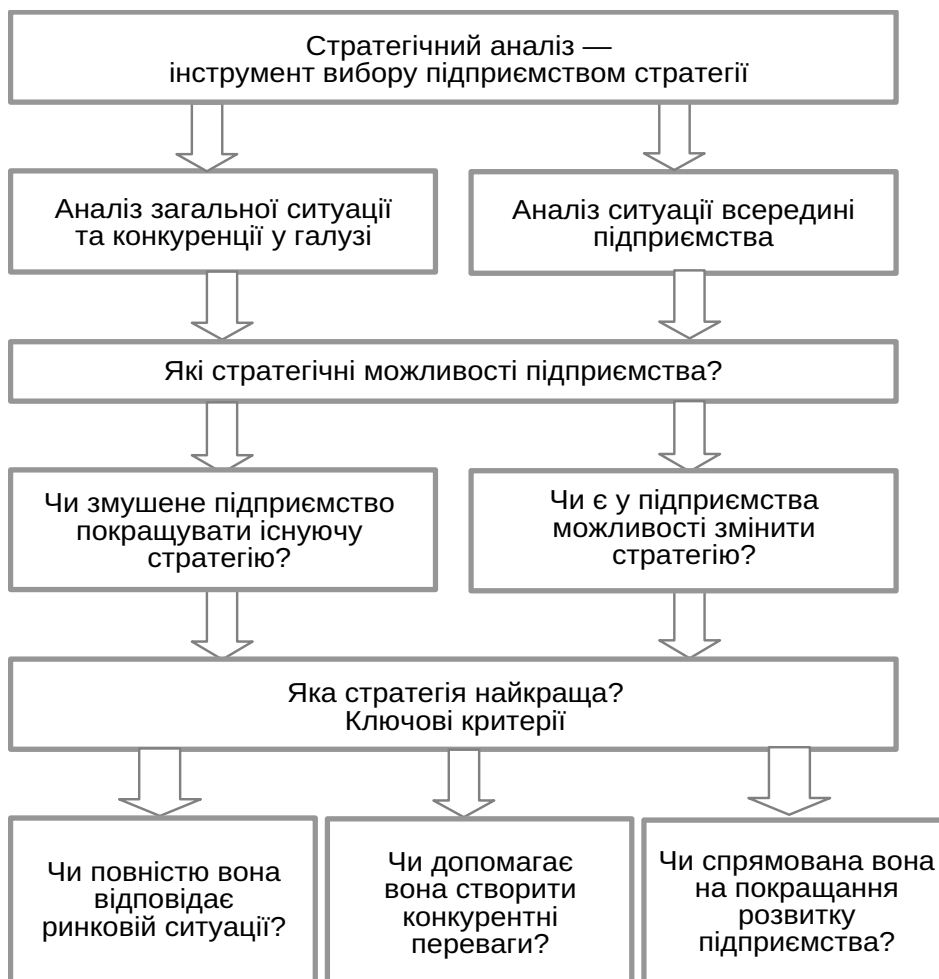 Стратегічний аналіз —
інструмент вибору підприємством стратегії
Аналіз загальної ситуації
та конкуренції у галузі
Аналіз ситуації всередині
підприємства
Які стратегічні можливості підприємства?
Чи змушене підприємство
покращувати існуючу
стратегію?
Чи є у підприємства
можливості змінити
стратегію?
Яка стратегія найкраща?
Ключові критерії
Чи повністю вона
відповідає
ринковій ситуації?
Чи допомагає
вона створити
конкурентні
переваги?
Чи спрямована вона
на покращання
розвитку
підприємства?